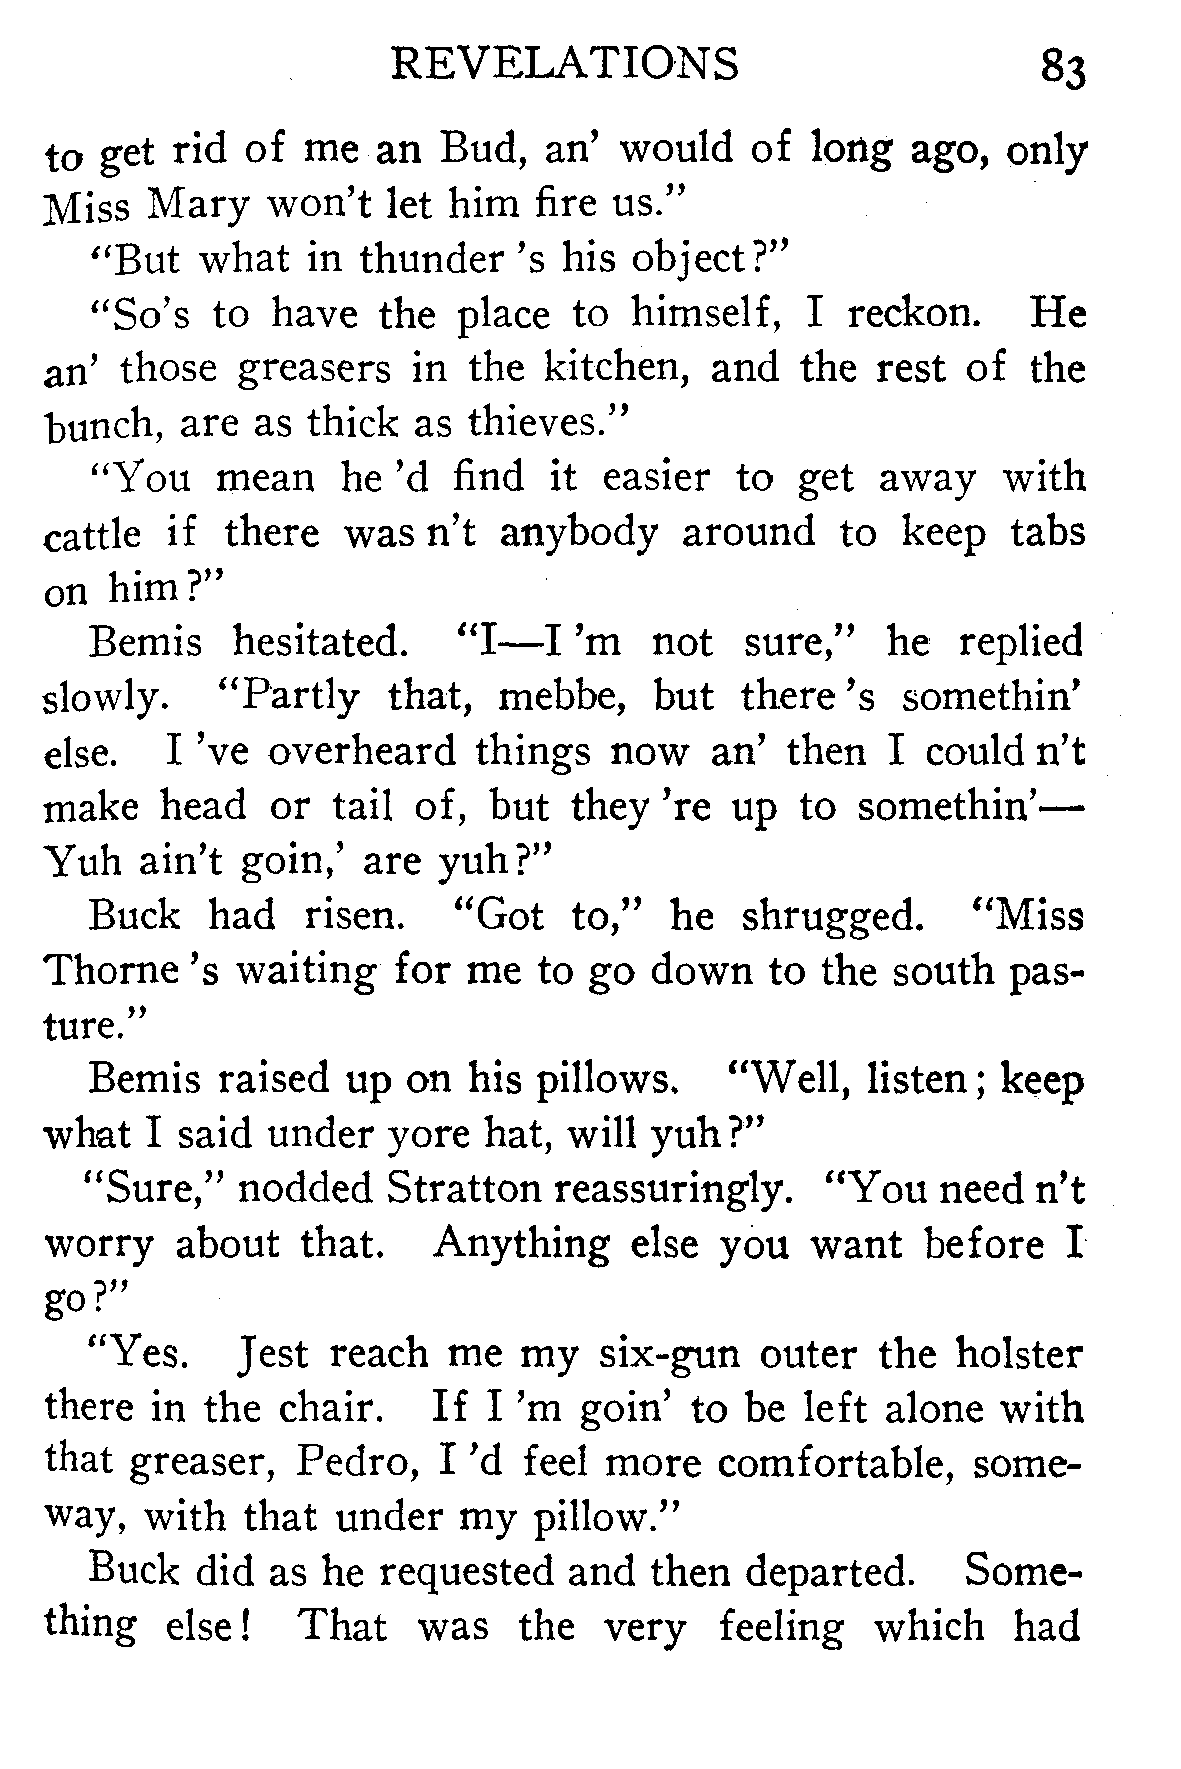 REVELATIONS 83
to get rid of me an Bud, an' would of long ago, only
Miss Mary won't let him fire us."
"But what in thunder 's his object?"
"So's to have the place to himself, I reckon. He
an' those greasers in the kitchen, and the rest of the
bunch, are as thick as thieves."
"You mean he 'd find it easier to get away with
cattle if there was n't anybody around to keep tabs
on him?"
Bemis hesitated. "I—I 'm not sure," he replied
slowly. "Partly that, mebbe, but there 's somethin'
else. I 've overheard things now an' then I could n't
make head or tail of, but they 're up to somethin'—
Yuh ain't goin,' are yuh?"
Buck had risen. "Got to," he shrugged. "Miss
Thorne 's waiting for me to go down to the south pas-
ture."
Bemis raised up on his pillows. "Well, listen; keep
what I said under yore hat, will yuh?"
"Sure," nodded Stratton reassuringly. "You need n't
worry about that. Anything else you want before I
go?"
"Yes. Jest reach me my six-gun outer the holster
there in the chair. If I 'm goin' to be left alone with
that greaser, Pedro, I 'd feel more comfortable, some-
way, with that under my pillow."
Buck did as he requested and then departed. Some-
thing else! That was the very feeling which had